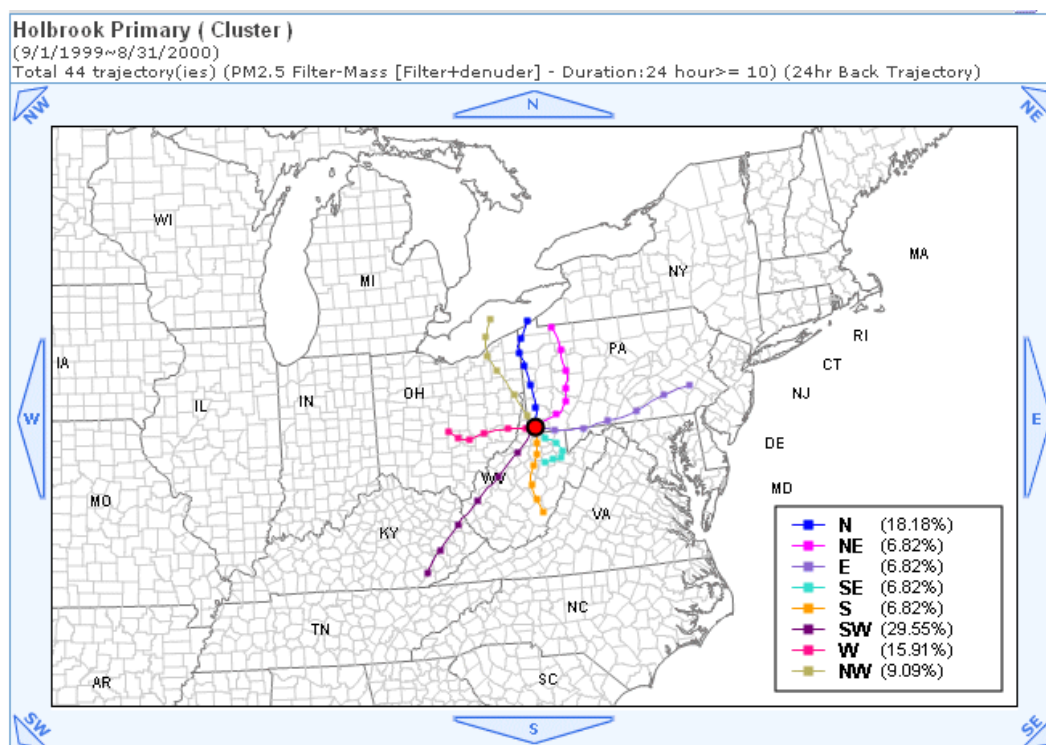 Holbrook Primary ( Cluster )
(9/1/1999~8/31/2000)
Total 44 trajectory(ies) (PM2.5 Filter-Mass [Filter+denuder] - Duration:24 hour>= 10) (24hr Back Trajectory)
NW
N
NE
WI
MI
NY
MA
IA
IL
IN
OH
PA
RI
CT
NJ
W
E
DE
MO
WV
MD
KY
VA
TN
NC
AR
SC
N (18.18%)
NE (6.82%)
E (6.82%)
SE (6.82%)
S (6.82%)
SW (29.55%)
W (15.91%)
NW (9.09%)
SW
S
SE